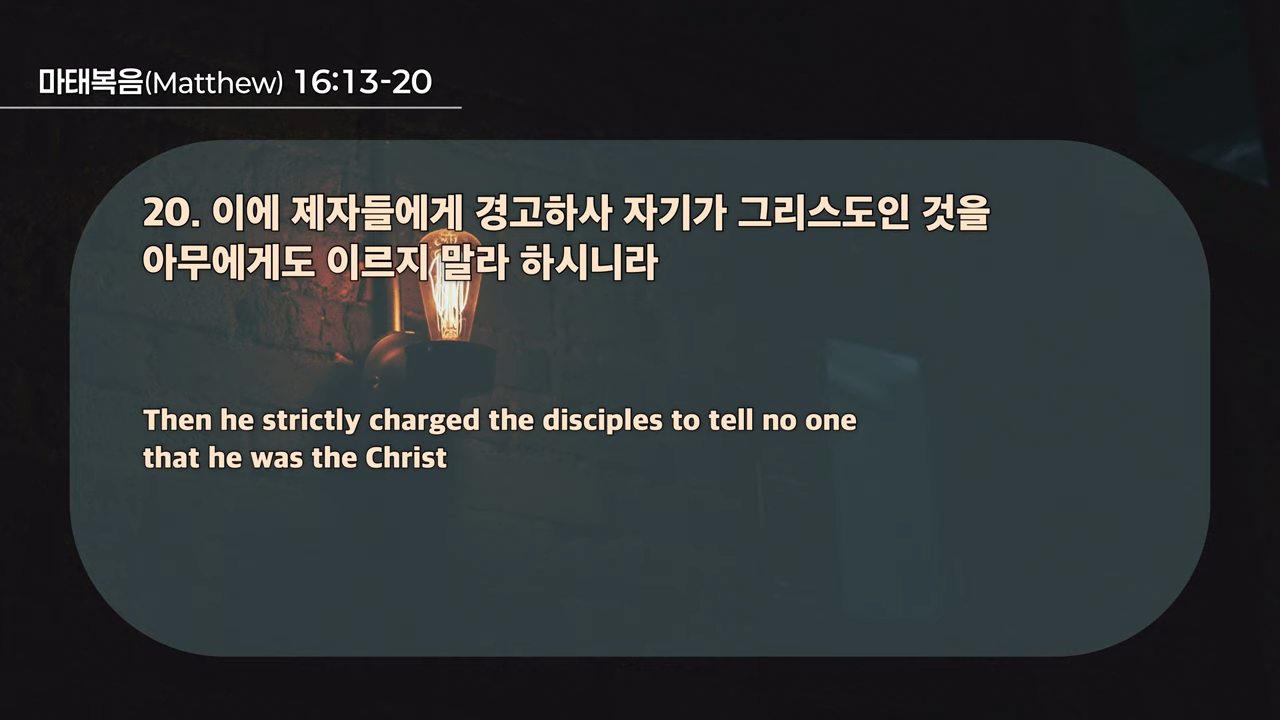 마태복음(Matthew) 16:13-20
20. 이에 제자들에게 경고하사 자기가 그리스도인 것을
아무에게도 이르지 말라 하시니라
Then he strictly charged the disciples to tell no one
that he was the Christ